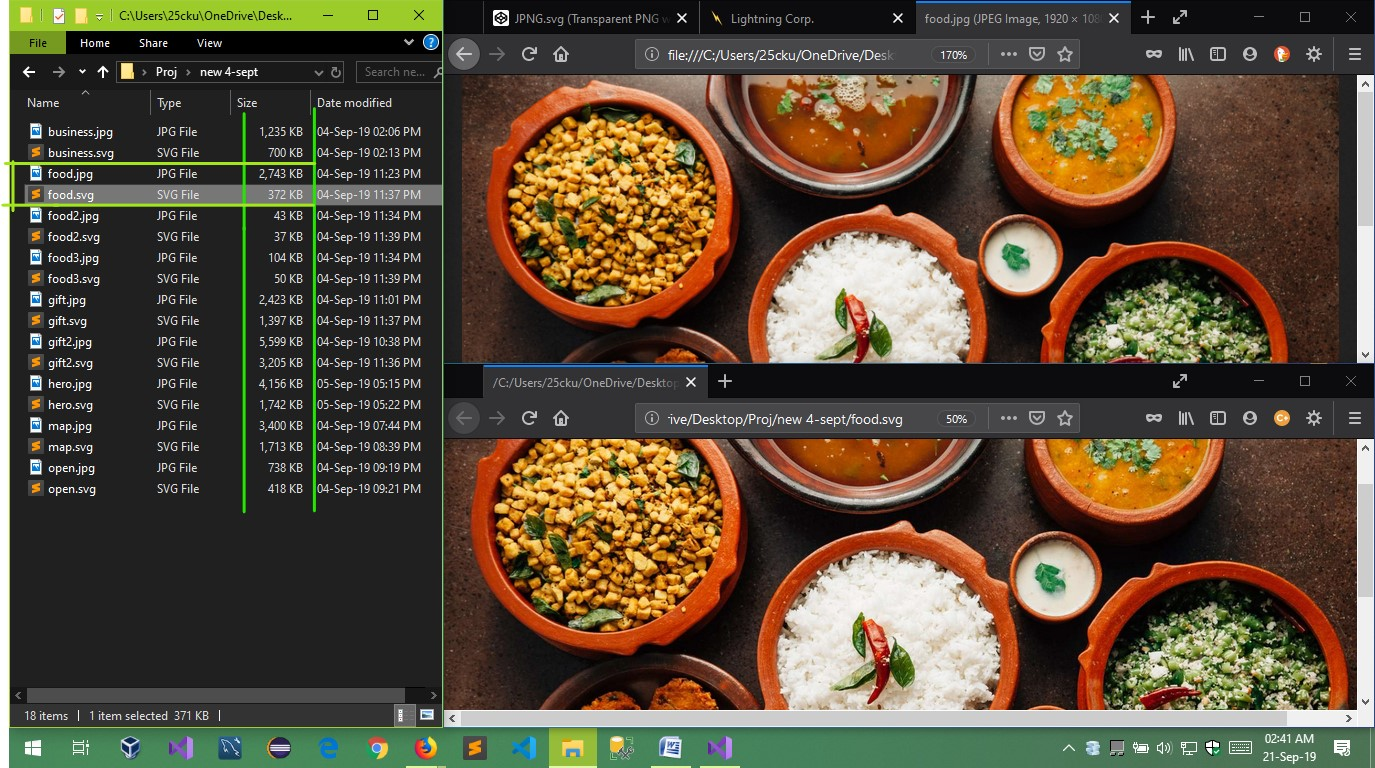 C:\Users\25cku\OneDrive\Desk...
File Home Share View
Proj new 4-sept Search ne...
Name Type Size Date modified
business.jpg JPG File 1,235 KB 04-Sep-19 02:06 PM
business.svg SVG File 700 KB 04-Sep-19 02:13 PM
food.jpg JPG File 2,743 KB 04-Sep-19 11:23 PM
food.svg SVG File 372 KB 04-Sep-19 11:37 PM
food2.jpg JPG File 43 KB 04-Sep-19 11:34 PM
food2.svg SVG File 37 KB 04-Sep-19 11:39 PM
food3.jpg JPG File 104 KB 04-Sep-19 11:34 PM
food3.svg SVG File 50 KB 04-Sep-19 11:39 PM
gift.jpg JPG File 2,423 KB 04-Sep-19 11:01 PM
gift.svg SVG File 1,397 KB 04-Sep-19 11:37 PM
gift2.jpg JPG File 5,599 KB 04-Sep-19 10:38 PM
gift2.svg SVG File 3,205 KB 04-Sep-19 11:36 PM
hero.jpg JPG File 4,156 KB 05-Sep-19 05:15 PM
hero.svg SVG File 1,742 KB 05-Sep-19 05:22 PM
map.jpg JPG File 3,400 KB 04-Sep-19 07:44 PM
map.svg SVG File 1,713 KB 04-Sep-19 08:39 PM
open.jpg JPG File 738 KB 04-Sep-19 09:19 PM
open.svg SVG File 418 KB 04-Sep-19 09:21 PM
18 items 1 item selected 371 KB
JPNG.svg (Transparent PNG w Lightning Corp. food.jpg (JPEG Image, 1920 × 108
file:///C:/Users/25cku/OneDrive/Desk 170%
/C:/Users/25cku/OneDrive/Desktop
ive/Desktop/Proj/new 4-sept/food.svg 50%
C+
02:41 AM
21-Sep-19